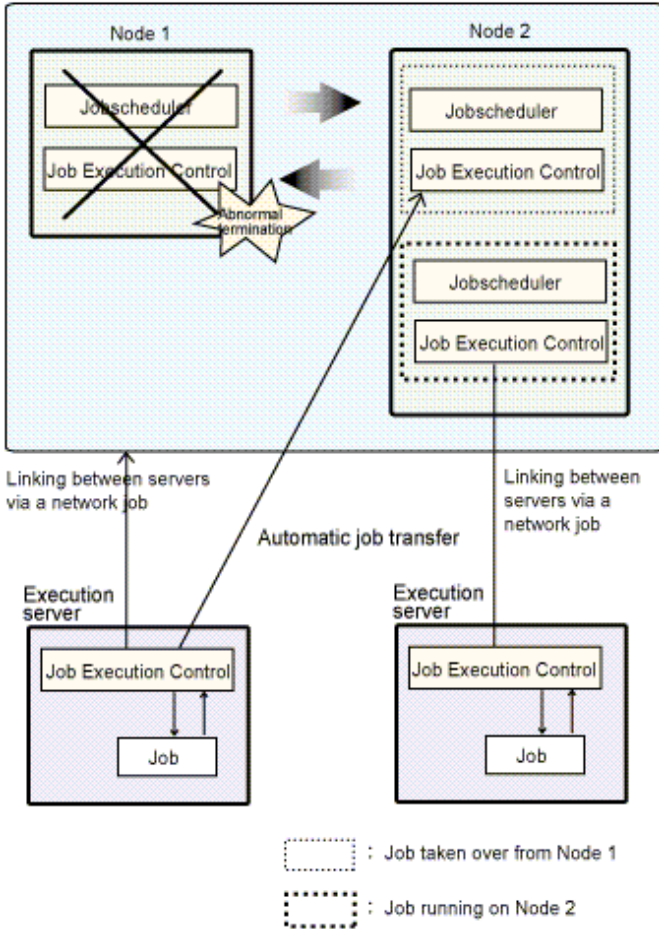 Node 1
Node 2
Jobscheduler
Job Execution Control
Abnormal
termination
Jobscheduler
Job Execution Control
Jobscheduler
Job Execution Control
Linking between servers
via a network job
Linking between
servers via a
network job
Automatic job transfer
Execution
server
Job Execution Control
Job
Execution
server
Job Execution Control
Job
: Job taken over from Node 1
: Job running on Node 2